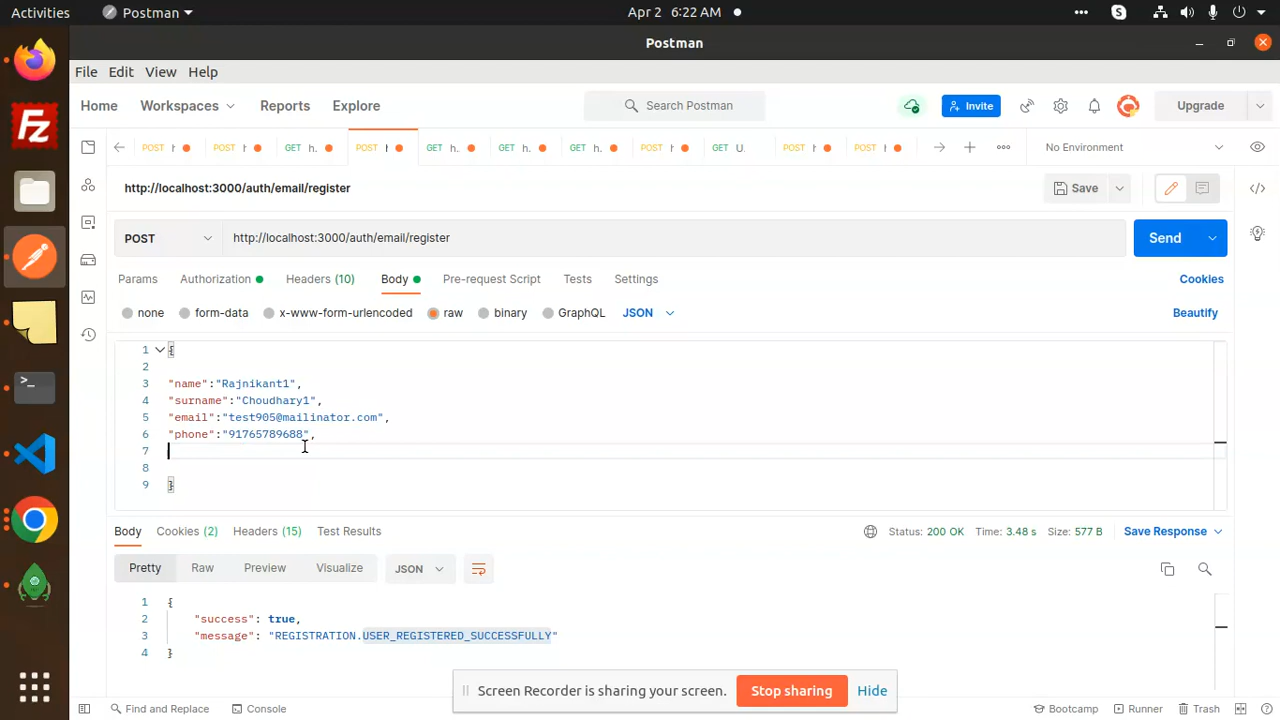 Activities Postman Apr 2 6:22 AM
Postman
File Edit View Help
Home Workspaces Reports Explore Search Postman Invite Upgrade
POST POST GET h. POST GET h. GET h. GET h. POST GET U. POST POST No Environment
http://localhost:3000/auth/email/register Save
POST http://localhost:3000/auth/email/register Send
Params Authorization Headers (10) Body Pre-request Script Tests Settings Cookies
none form-data x-www-form-urlencoded raw binary GraphQL JSON Beautify
1 {
2
3 "name":"Rajnikant1",
4 "surname":"Choudhary1",
5 "email":"test905@mailinator.com",
6 "phone":"91765789688",
7
8
9 }
Body Cookies (2) Headers (15) Test Results Status: 200 OK Time: 3.48 s Size: 577 B Save Response
Pretty Raw Preview Visualize JSON
1 {
2 "success": true,
3 "message": "REGISTRATION.USER_REGISTERED_SUCCESSFULLY"
4 }
Screen Recorder is sharing your screen. Stop sharing Hide
Find and Replace Console Bootcamp Runner Trash